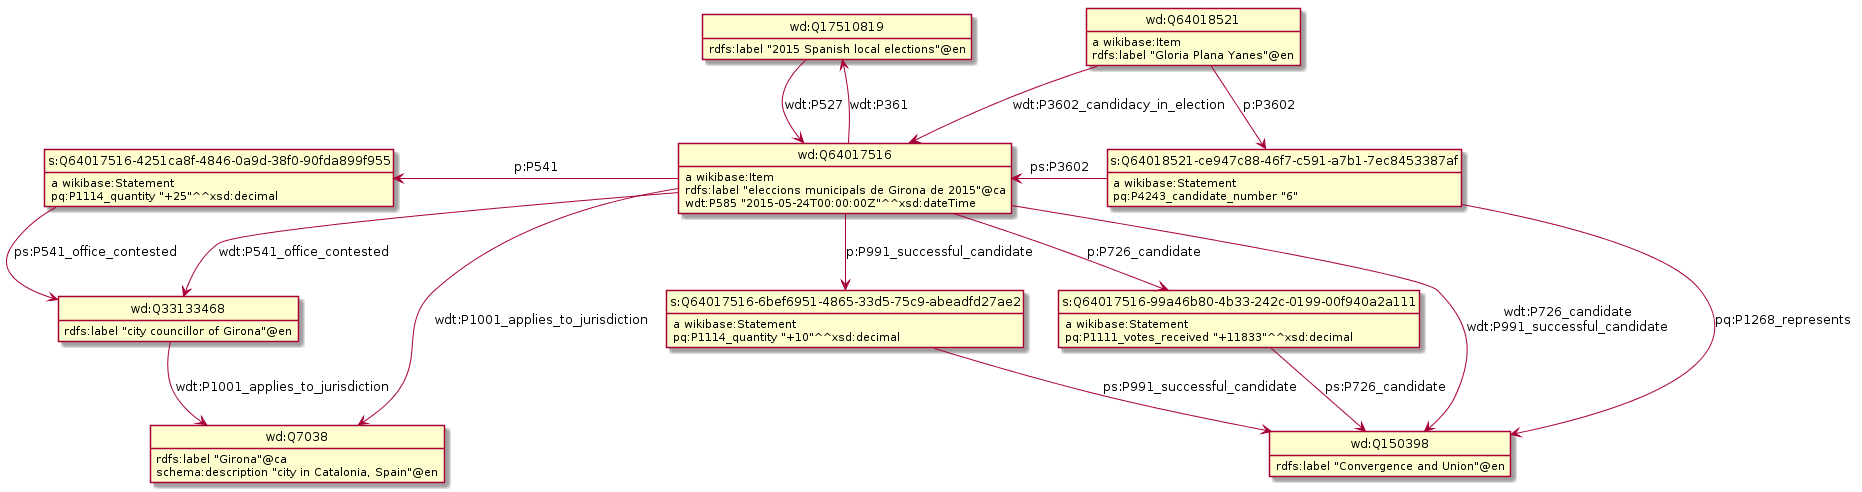 wd:Q17510819
rdfs:label "2015 Spanish local elections"@en
wd:Q64018521
a wikibase:Item
rdfs:label "Gloria Plana Yanes"@en
wdt:P527
wdt:P361
wdt:P3602_candidacy_in_election
p:P3602
s:Q64017516-4251ca8f-4846-0a9d-38f0-90fda899f955
a wikibase:Statement
pq:P1114_quantity "+25"^^xsd:decimal
p:P541
wd:Q64017516
a wikibase:Item
rdfs:label "eleccions municipals de Girona de 2015"@ca
wdt:P585 "2015-05-24T00:00:00Z"^^xsd:dateTime
ps:P3602
s:Q64018521-ce947c88-46f7-c591-a7b1-7ec8453387af
a wikibase:Statement
pq:P4243_candidate_number "6"
ps:P541_office_contested
wdt:P541_office_contested
p:P991_successful_candidate
p:P726_candidate
wd:Q33133468
rdfs:label "city councillor of Girona"@en
wdt:P1001_applies_to_jurisdiction
s:Q64017516-6bef6951-4865-33d5-75c9-abeadfd27ae2
a wikibase:Statement
pq:P1114_quantity "+10"^^xsd:decimal
s:Q64017516-99a46b80-4b33-242c-0199-00f940a2a111
a wikibase:Statement
pq:P1111_votes_received "+11833"^^xsd:decimal
wdt:P726_candidate
wdt:P991_successful_candidate
pq:P1268_represents
wdt:P1001_applies_to_jurisdiction
ps:P991_successful_candidate
ps:P726_candidate
wd:Q7038
rdfs:label "Girona"@ca
schema:description "city in Catalonia, Spain"@en
wd:Q150398
rdfs:label "Convergence and Union"@en